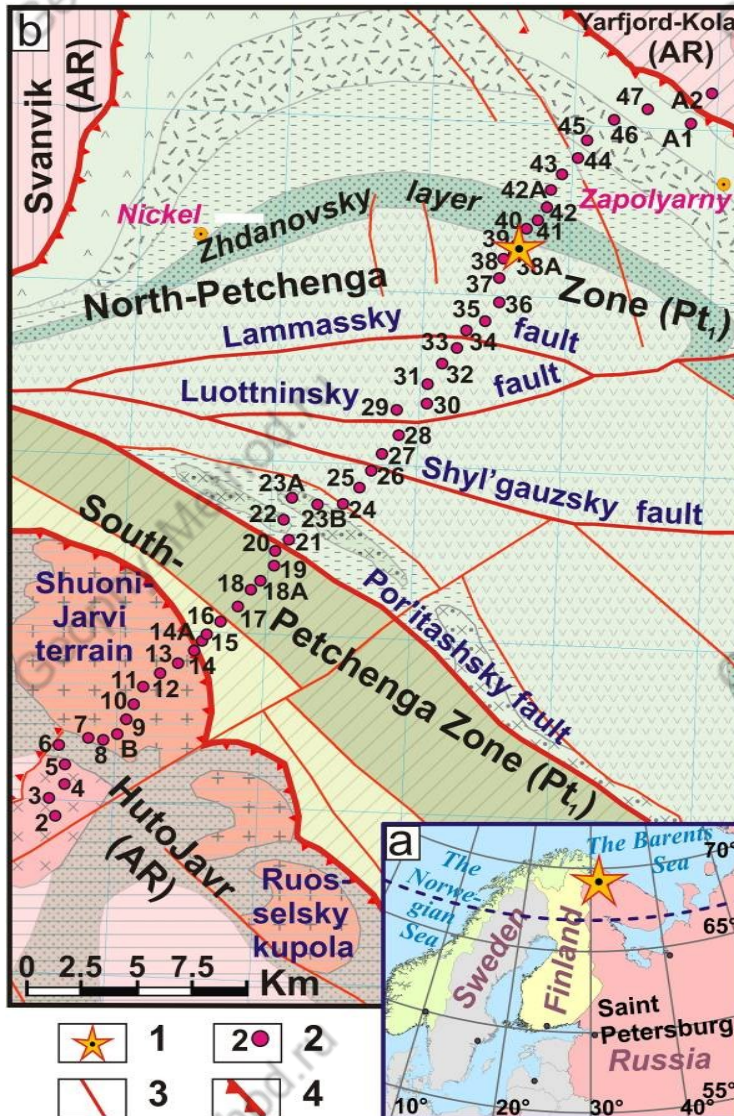 b
Svanvik
(AR)
Yarfjord-Kola
(AR)
47
A2
46
A1
45
44
43
42A
Zapolyarny
42
Nickel
Zhdanovsky layer
40
41
39
38
38A
37
North-Petchenga
Zone (Pt1)
36
35
Lammassky
fault
34
33
32
31
Luottninsky
fault
30
29
28
27
26
Shyl'gauzsky fault
25
24
23A
23B
22
21
20
South-
Petchenga Zone (Pt1)
19
18
18A
17
16
Poritashsky fault
Shuoni-
Jarvi
terrain
14A
15
14
13
12
11
10
9
B
8
7
6
5
4
3
2
HutoJavr
(AR)
Ruos-
selsky
kupola
0 2.5 5 7.5 Km
a
The Barents
Sea
The
Norwe-
gian
Sea
70°
65°
Sweden
Finland
Saint
Petersburg
Russia
55°
10° 20° 30° 40°
1
2 2
3
4
Geophys-Method.ru